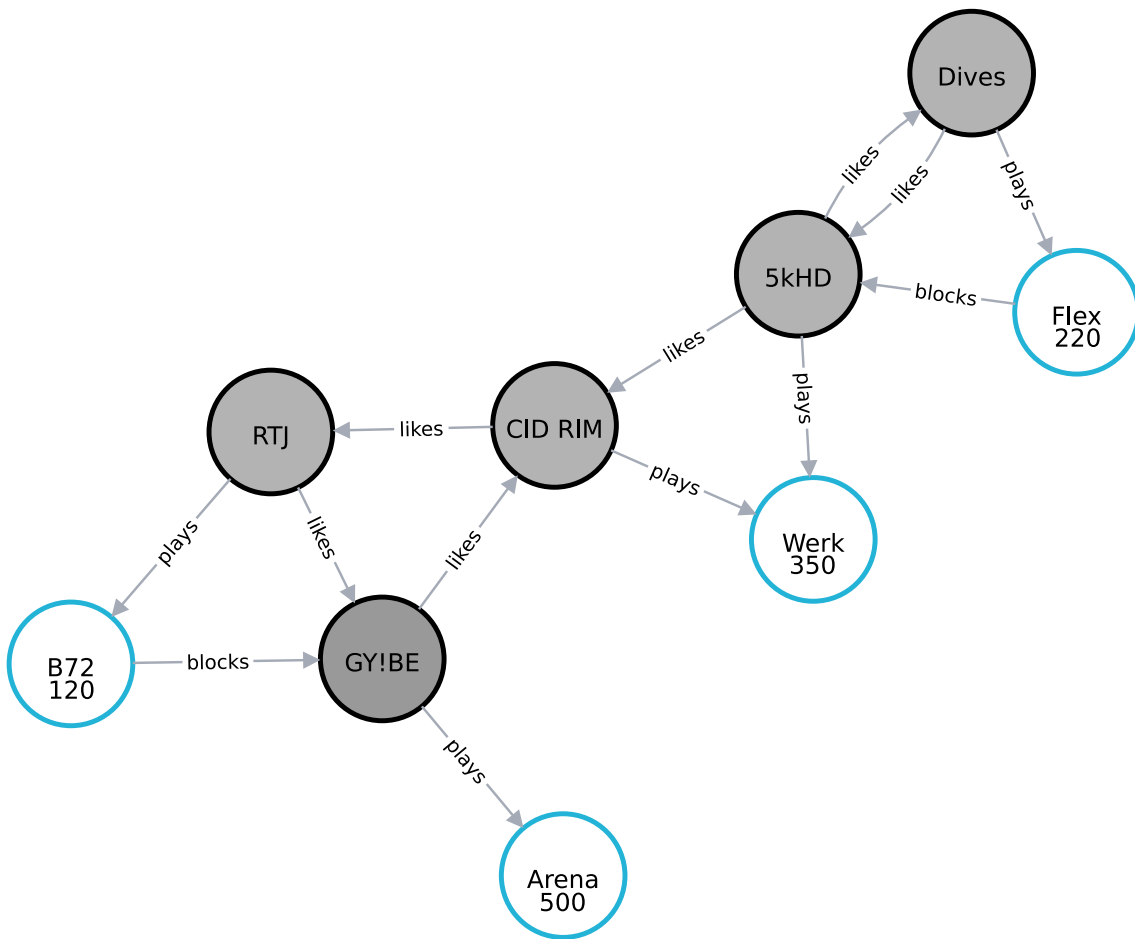 Dives
likes
likes
plays
5kHD
blocks
Flex
220
likes
plays
RTJ
likes
CID RIM
plays
plays
likes
likes
Werk
350
B72
120
blocks
GY!BE
plays
Arena
500